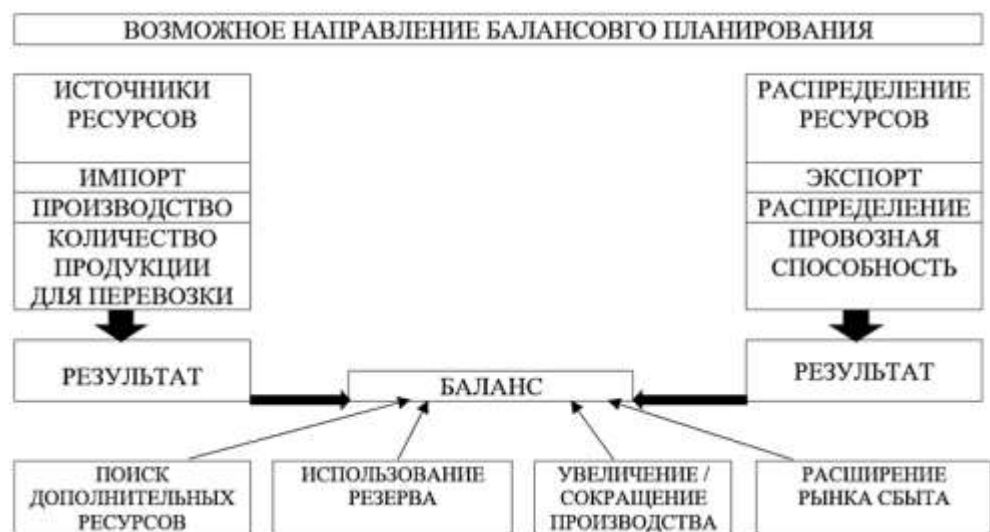 ВОЗМОЖНОЕ НАПРАВЛЕНИЕ БАЛАНСОВГО ПЛАНИРОВАНИЯ
ИСТОЧНИКИ
РЕСУРСОВ
ИМПОРТ
ПРОИЗВОДСТВО
КОЛИЧЕСТВО
ПРОДУКЦИИ
ДЛЯ ПЕРЕВОЗКИ
РЕЗУЛЬТАТ
РАСПРЕДЕЛЕНИЕ
РЕСУРСОВ
ЭКСПОРТ
РАСПРЕДЕЛЕНИЕ
ПРОВОЗНАЯ
СПОСОБНОСТЬ
РЕЗУЛЬТАТ
БАЛАНС
ПОИСК
ДОПОЛНИТЕЛЬНЫХ
РЕСУРСОВ
ИСПОЛЬЗОВАНИЕ
РЕЗЕРВА
УВЕЛИЧЕНИЕ /
СОКРАЩЕНИЕ
ПРОИЗВОДСТВА
РАСШИРЕНИЕ
РЫНКА СБЫТА